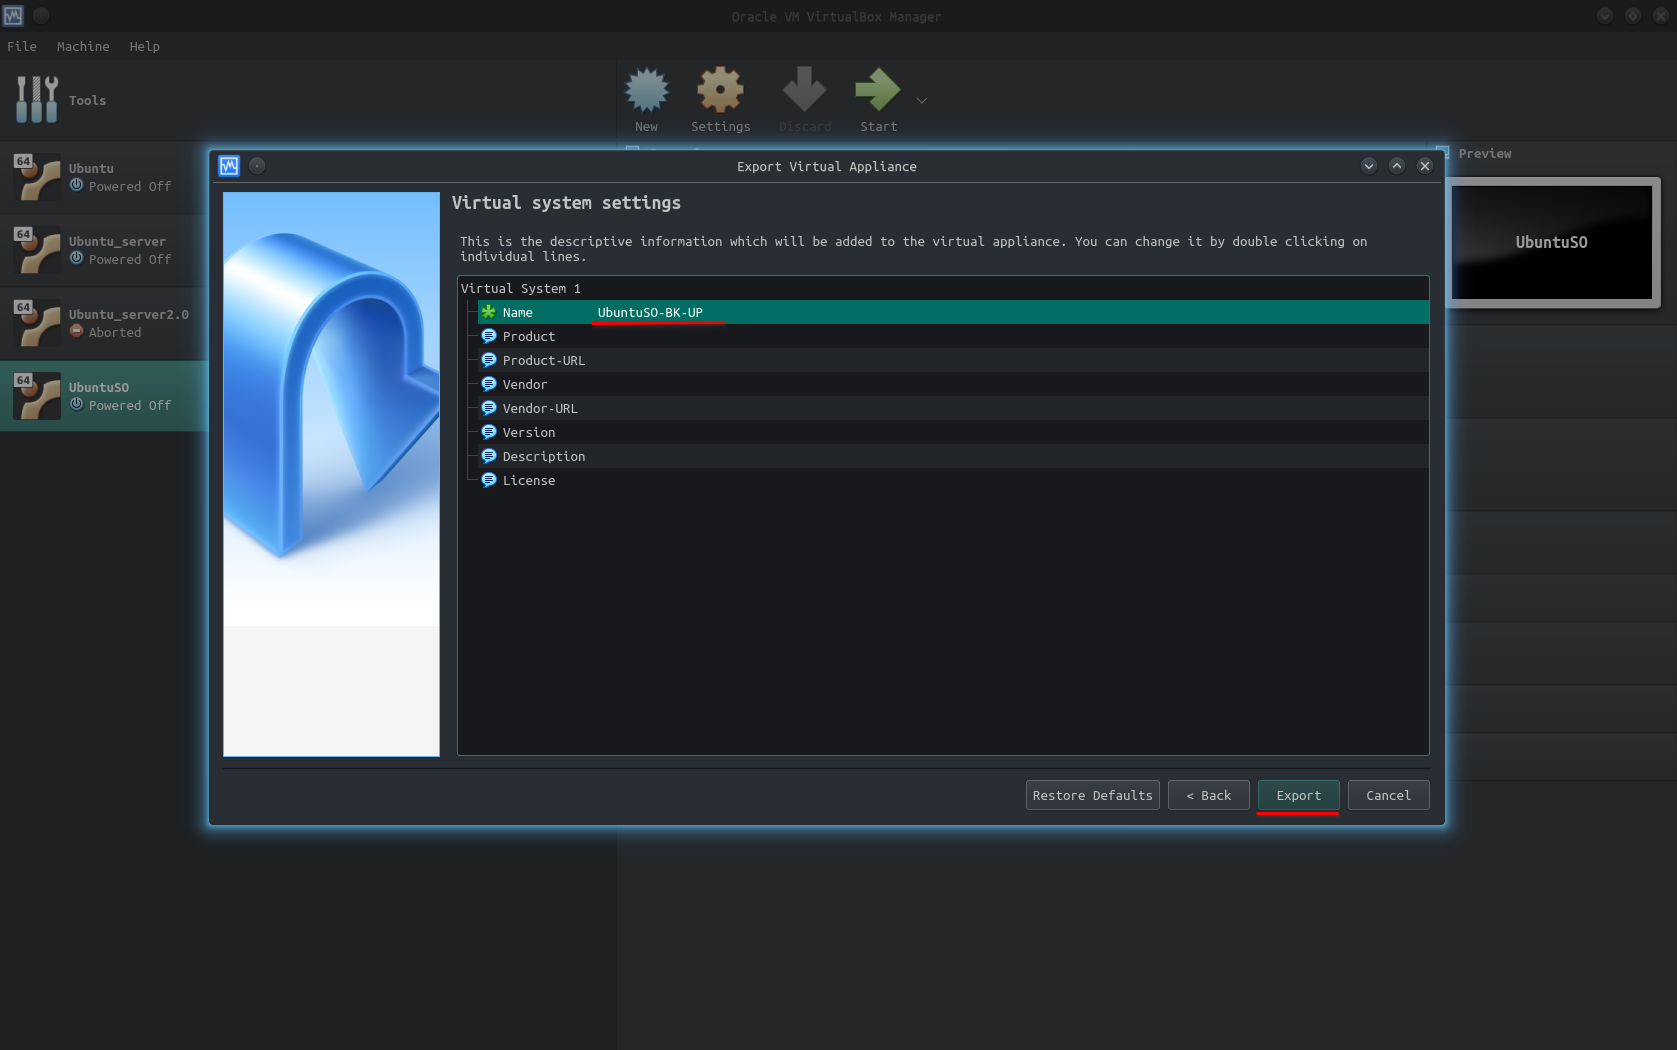 Oracle VM VirtualBox Manager
File Machine Help
Tools
New Settings Discard Start
64 Ubuntu
Powered Off
64 Ubuntu_server
Powered Off
64 Ubuntu_server2.0
Aborted
64 UbuntuSO
Powered Off
Preview
UbuntuSO
Export Virtual Appliance
Virtual system settings
This is the descriptive information which will be added to the virtual appliance. You can change it by double clicking on
individual lines.
Virtual System 1
Name UbuntuSO-BK-UP
Product
Product-URL
Vendor
Vendor-URL
Version
Description
License
Restore Defaults < Back Export Cancel